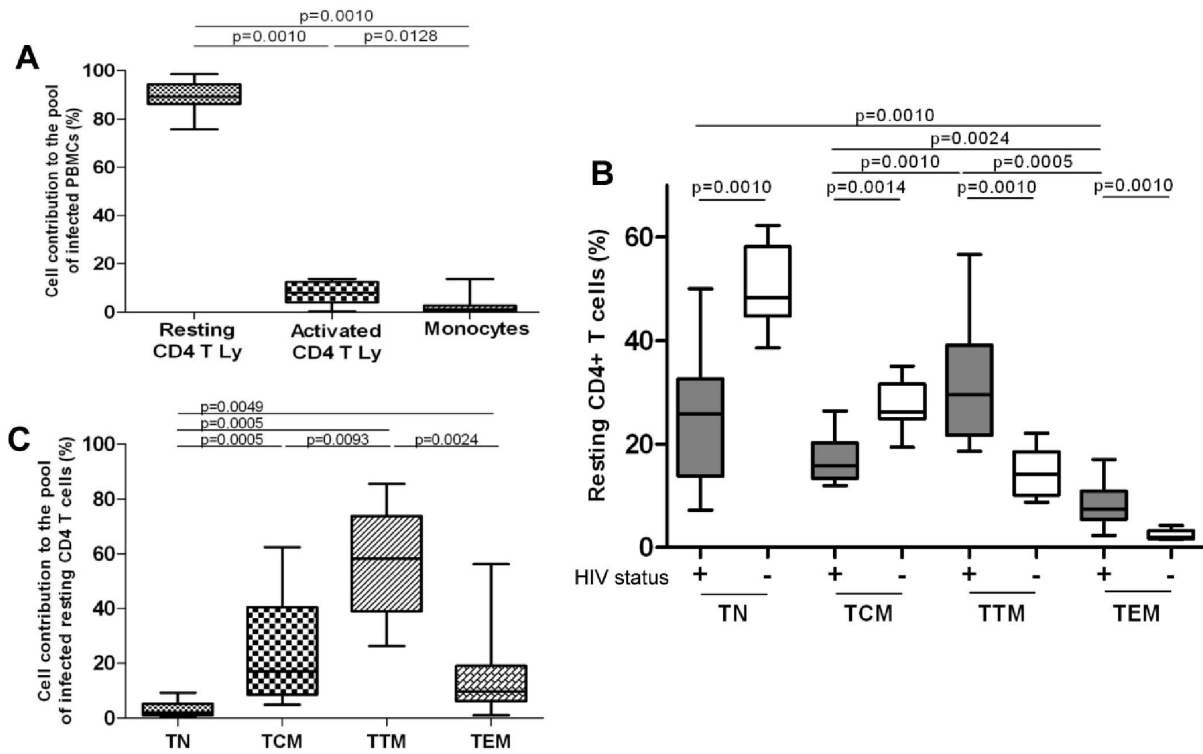 A
p=0.0010
p=0.0010 p=0.0128
Cell contribution to the pool
of infected PBMCs (%)
100
80
60
40
20
0
Resting
CD4 T Ly
Activated
CD4 T Ly
Monocytes
B
p=0.0010
p=0.0024
p=0.0010 p=0.0005
p=0.0010 p=0.0014 p=0.0010 p=0.0010
Resting CD4+ T cells (%)
60
40
20
0
HIV status + - + - + - + -
TN TCM TTM TEM
C
p=0.0049
p=0.0005
p=0.0005 p=0.0093 p=0.0024
Cell contribution to the pool
of infected resting CD4 T cells (%)
100
80
60
40
20
0
TN TCM TTM TEM